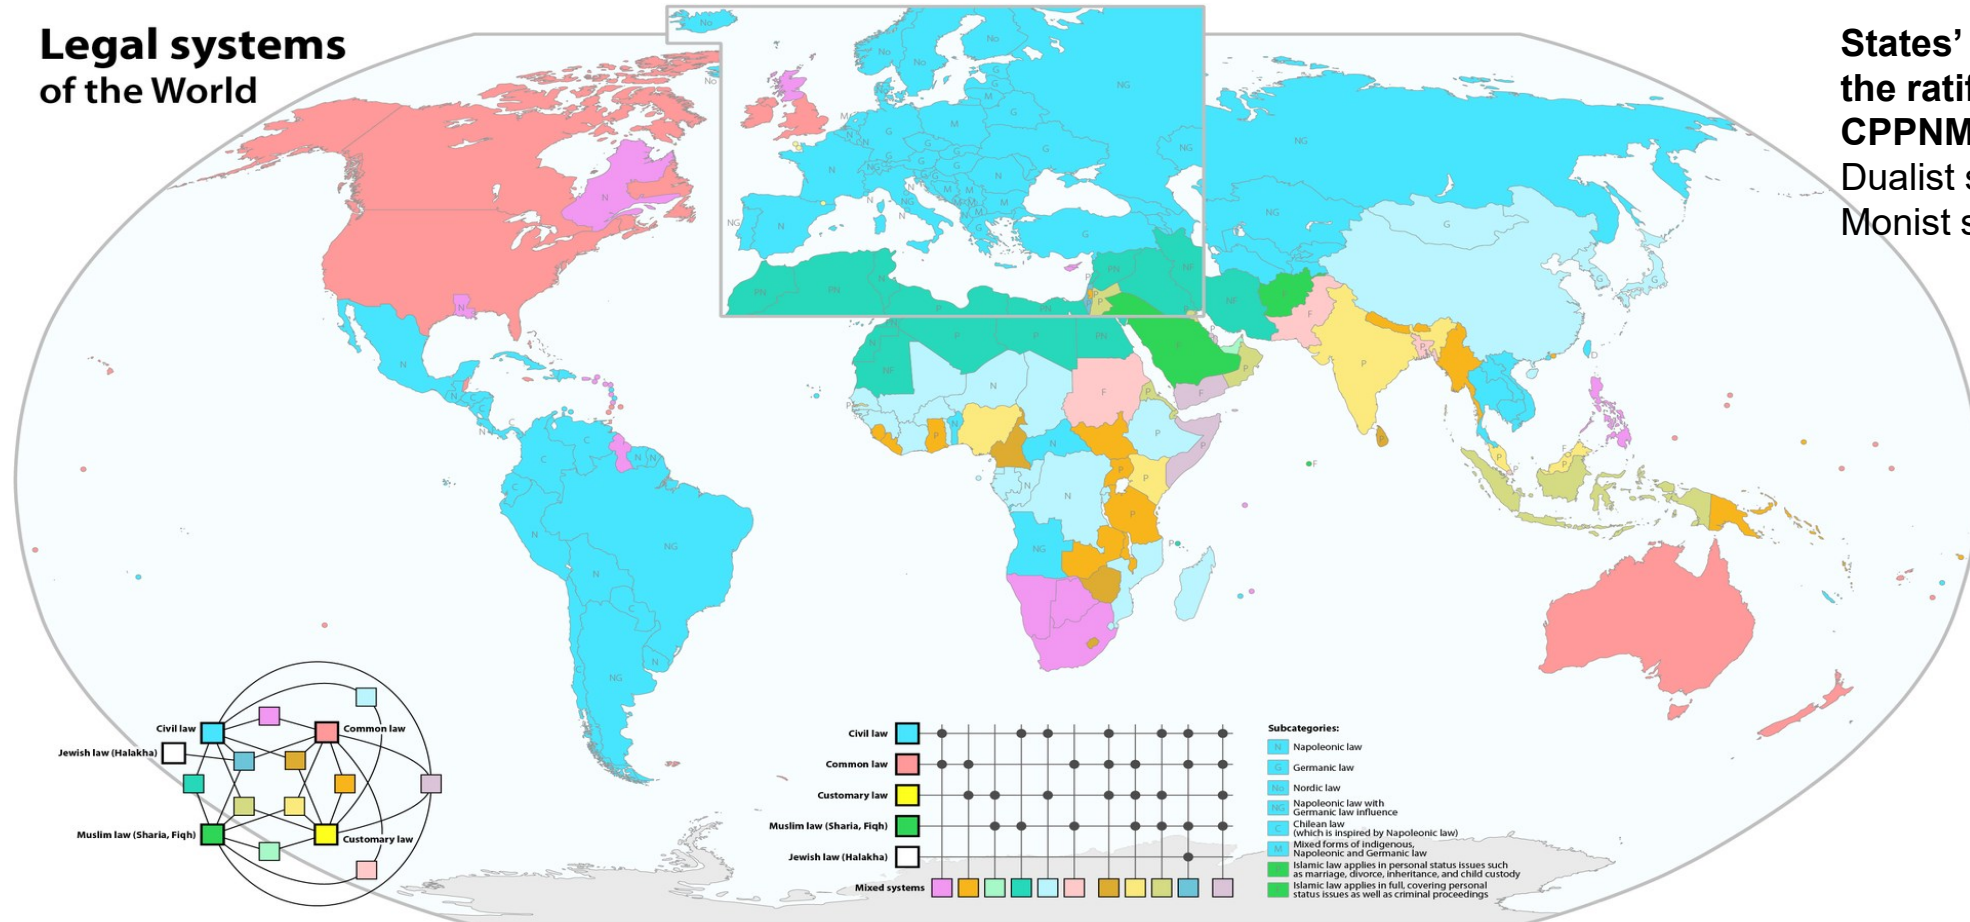 Legal systems
of the World
States’
the ratif
CPPNM
Dualist s
Monist s
Civil law
Common law
Jewish law (Halakha)
Muslim law (Sharia, Fiqh)
Customary law
Civil law
Common law
Customary law
Muslim law (Sharia, Fiqh)
Jewish law (Halakha)
Mixed systems
Subcategories:
N Napoleonic law
G Germanic law
No Nordic law
NG Napoleonic law with
Germanic law influence
C Chilean law
(which is inspired by Napoleonic law)
M Mixed forms of indigenous,
Napoleonic and Germanic law
Islamic law applies in personal status issues such
as marriage, divorce, inheritance, and child custody
Islamic law applies in full, covering personal
status issues as well as criminal proceedings